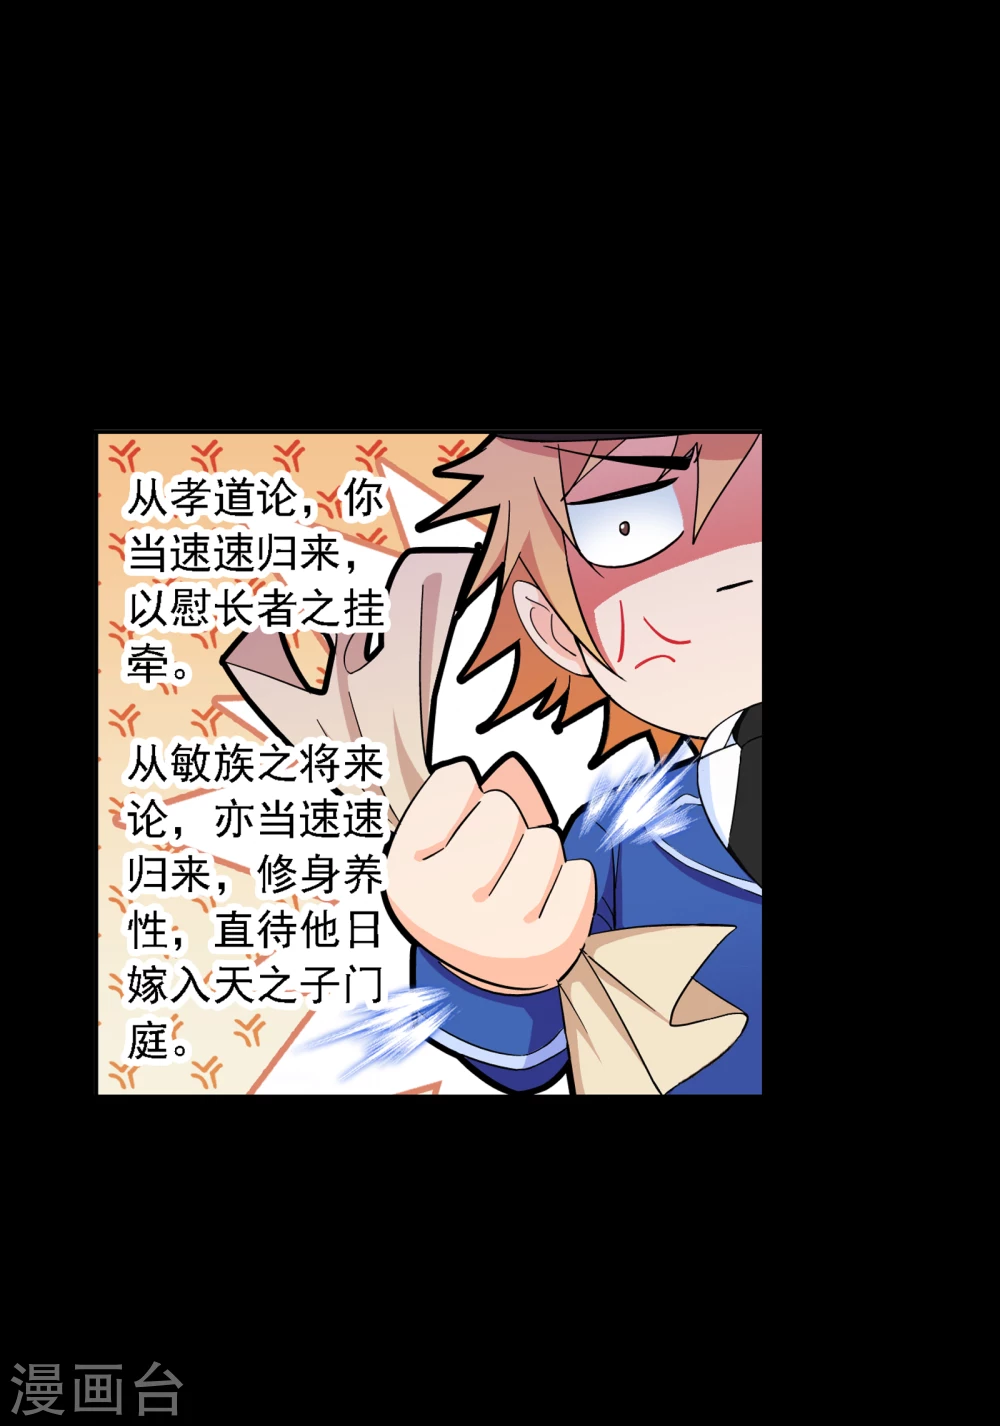 从孝道论，你
当速速归来，
以慰长者之挂
牵。
从敏族之将来
论，亦当速速
归来，修身养
性，直待他日
嫁入天之子门
庭。
漫画台